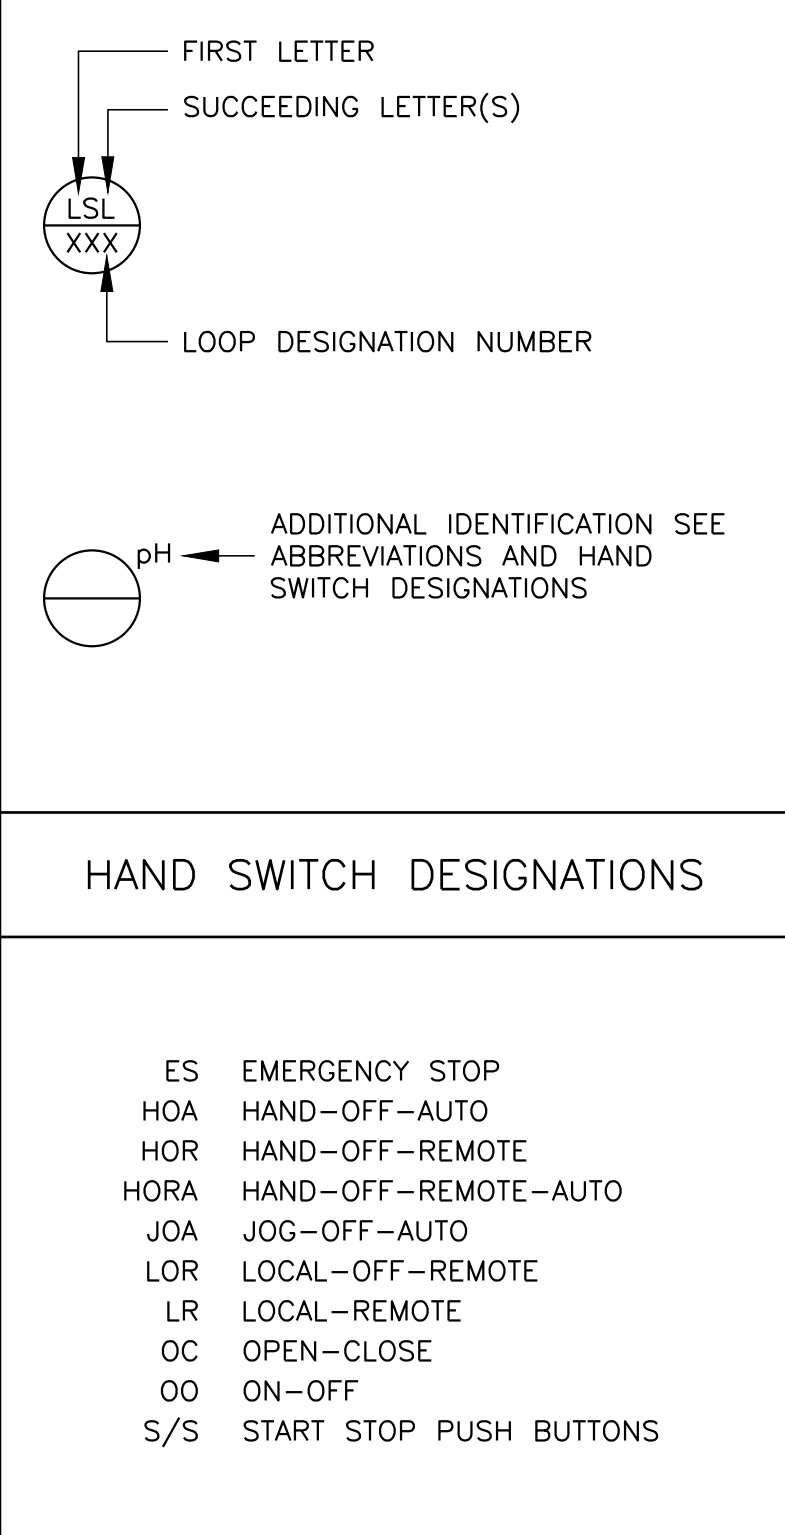 FIRST LETTER
SUCCEEDING LETTER(S)
LSL
XXX
LOOP DESIGNATION NUMBER
pH
ADDITIONAL IDENTIFICATION SEE
ABBREVIATIONS AND HAND
SWITCH DESIGNATIONS
HAND SWITCH DESIGNATIONS
ES EMERGENCY STOP
HOA HAND-OFF-AUTO
HOR HAND-OFF-REMOTE
HORA HAND-OFF-REMOTE-AUTO
JOA JOG-OFF-AUTO
LOR LOCAL-OFF-REMOTE
LR LOCAL-REMOTE
OC OPEN-CLOSE
OO ON-OFF
S/S START STOP PUSH BUTTONS